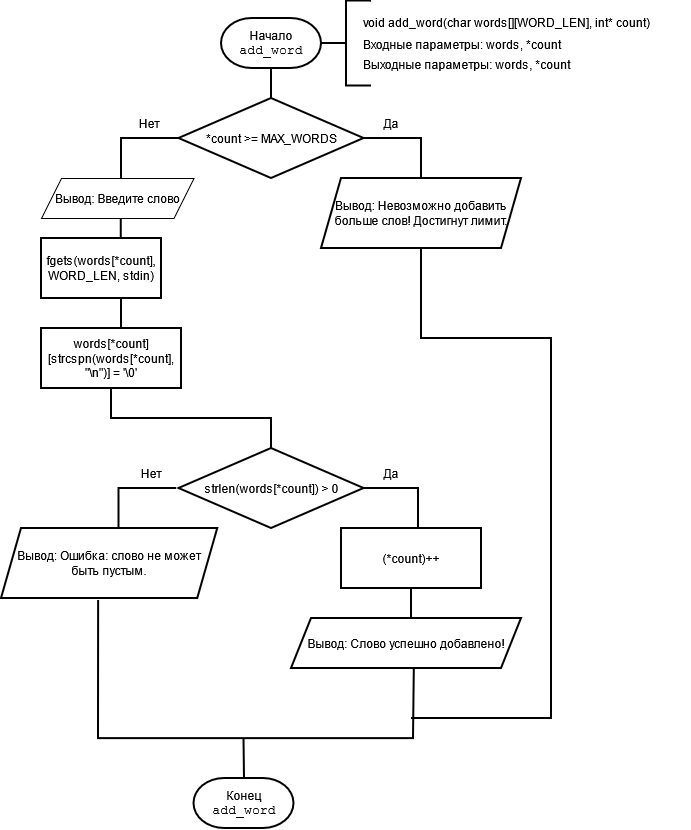 Начало
add_word
void add_word(char words[][WORD_LEN], int* count)
Входные параметры: words, *count
Выходные параметры: words, *count
Нет
*count >= MAX_WORDS
Да
Вывод: Введите слово
Вывод: Невозможно добавить
больше слов! Достигнут лимит.
fgets(words[*count],
WORD_LEN, stdin)
words[*count]
[strcspn(words[*count],
"\n")] = '\0'
Нет
strlen(words[*count]) > 0
Да
Вывод: Ошибка: слово не может
быть пустым.
(*count)++
Вывод: Слово успешно добавлено!
Конец
add_word